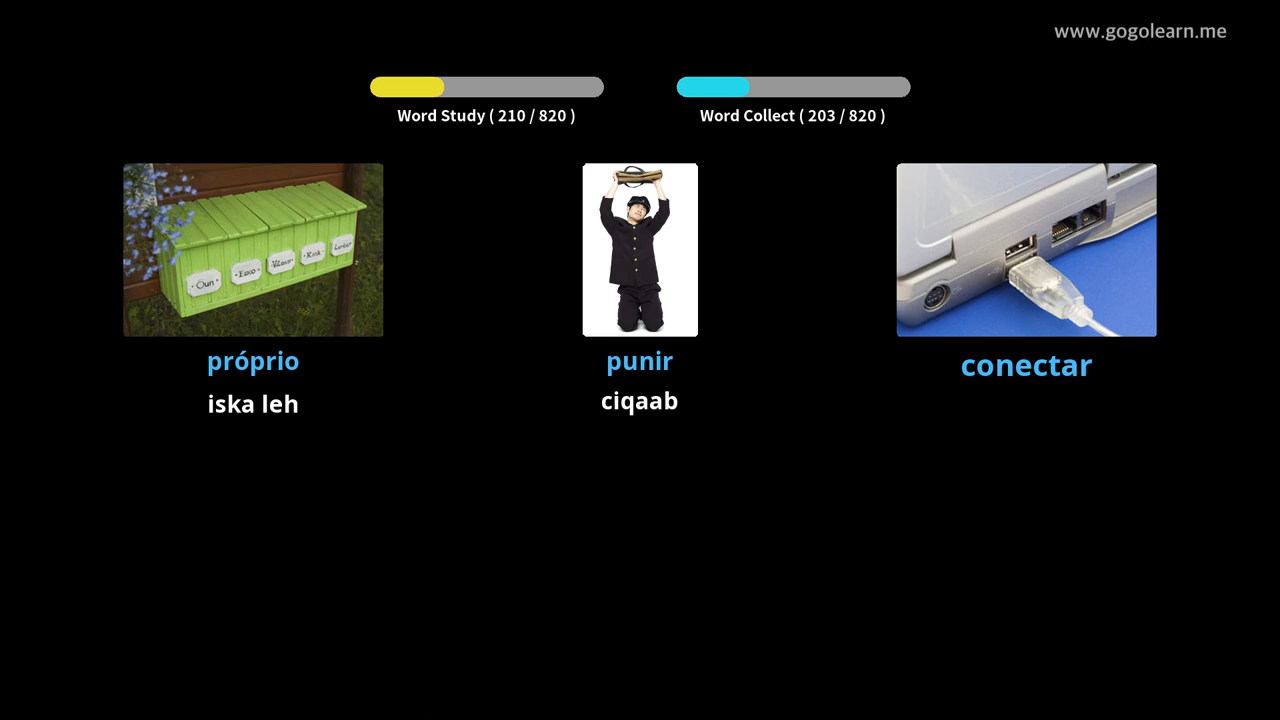 www.gogolearn.me
Word Study ( 210 / 820 )
Word Collect ( 203 / 820 )
próprio
iska leh
punir
ciqaab
conectar